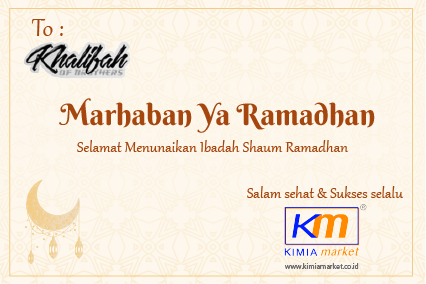 To :
Khalifah
OF BROTHERS
Marhaban Ya Ramadhan
Selamat Menunaikan Ibadah Shaum Ramadhan
Salam sehat & Sukses selalu
KM ®
KIMIA market
www.kimiamarket.co.id